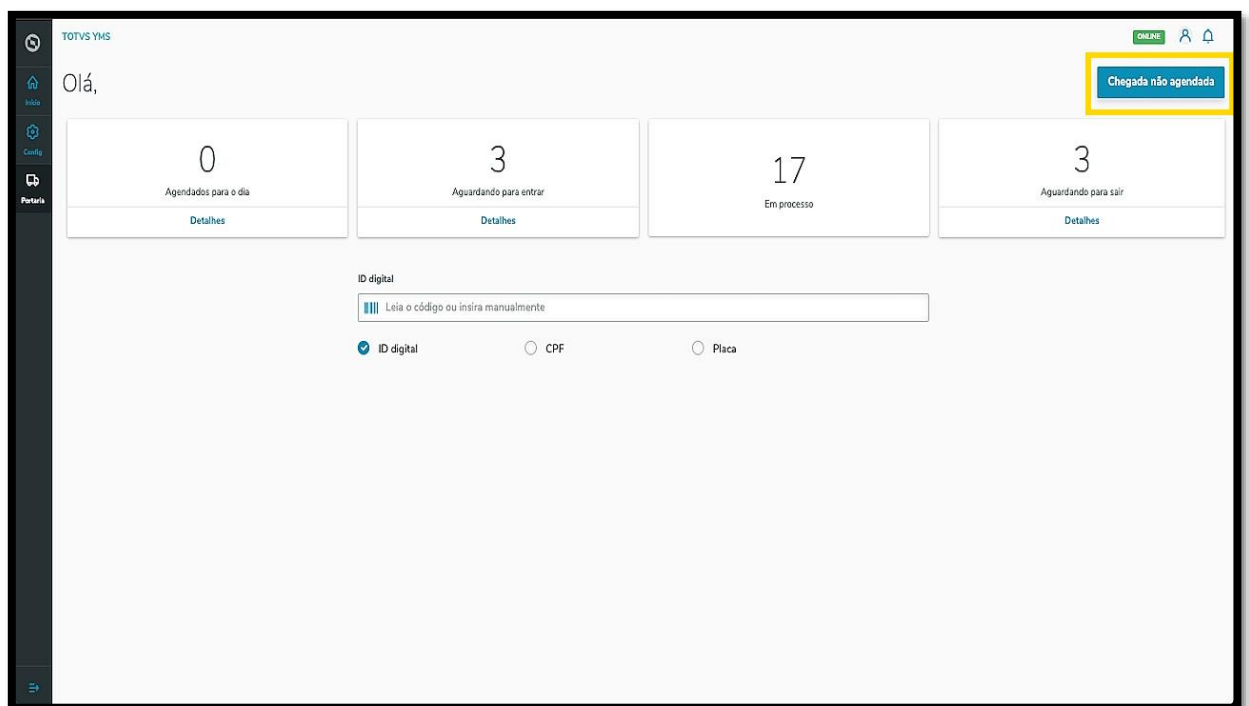 TOTVS YMS
ONLINE
Olá,
Chegada não agendada
Início
Config
Portaria
0
Agendados para o dia
Detalhes
3
Aguardando para entrar
Detalhes
17
Em processo
3
Aguardando para sair
Detalhes
ID digital
Leia o código ou insira manualmente
ID digital CPF Placa